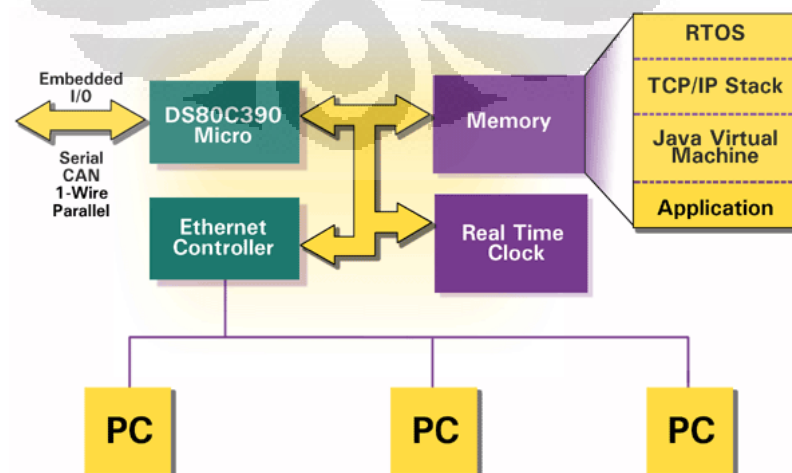 Embedded
I/0
Serial
CAN
1-Wire
Parallel
DS80C390
Micro
Memory
RTOS
TCP/IP Stack
Java Virtual
Machine
Application
Ethernet
Controller
Real Time
Clock
PC
PC
PC